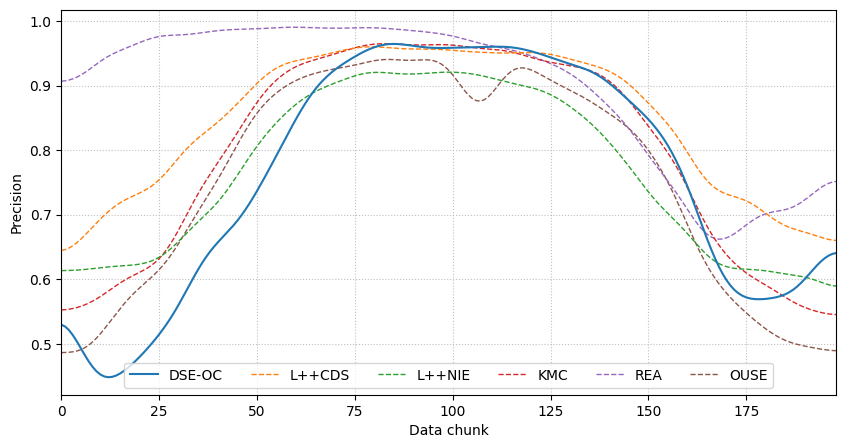 1.0
0.9
0.8
0.7
0.6
0.5
Precision
DSE-OC L++CDS L++NIE KMC REA OUSE
0 25 50 75 100 125 150 175
Data chunk